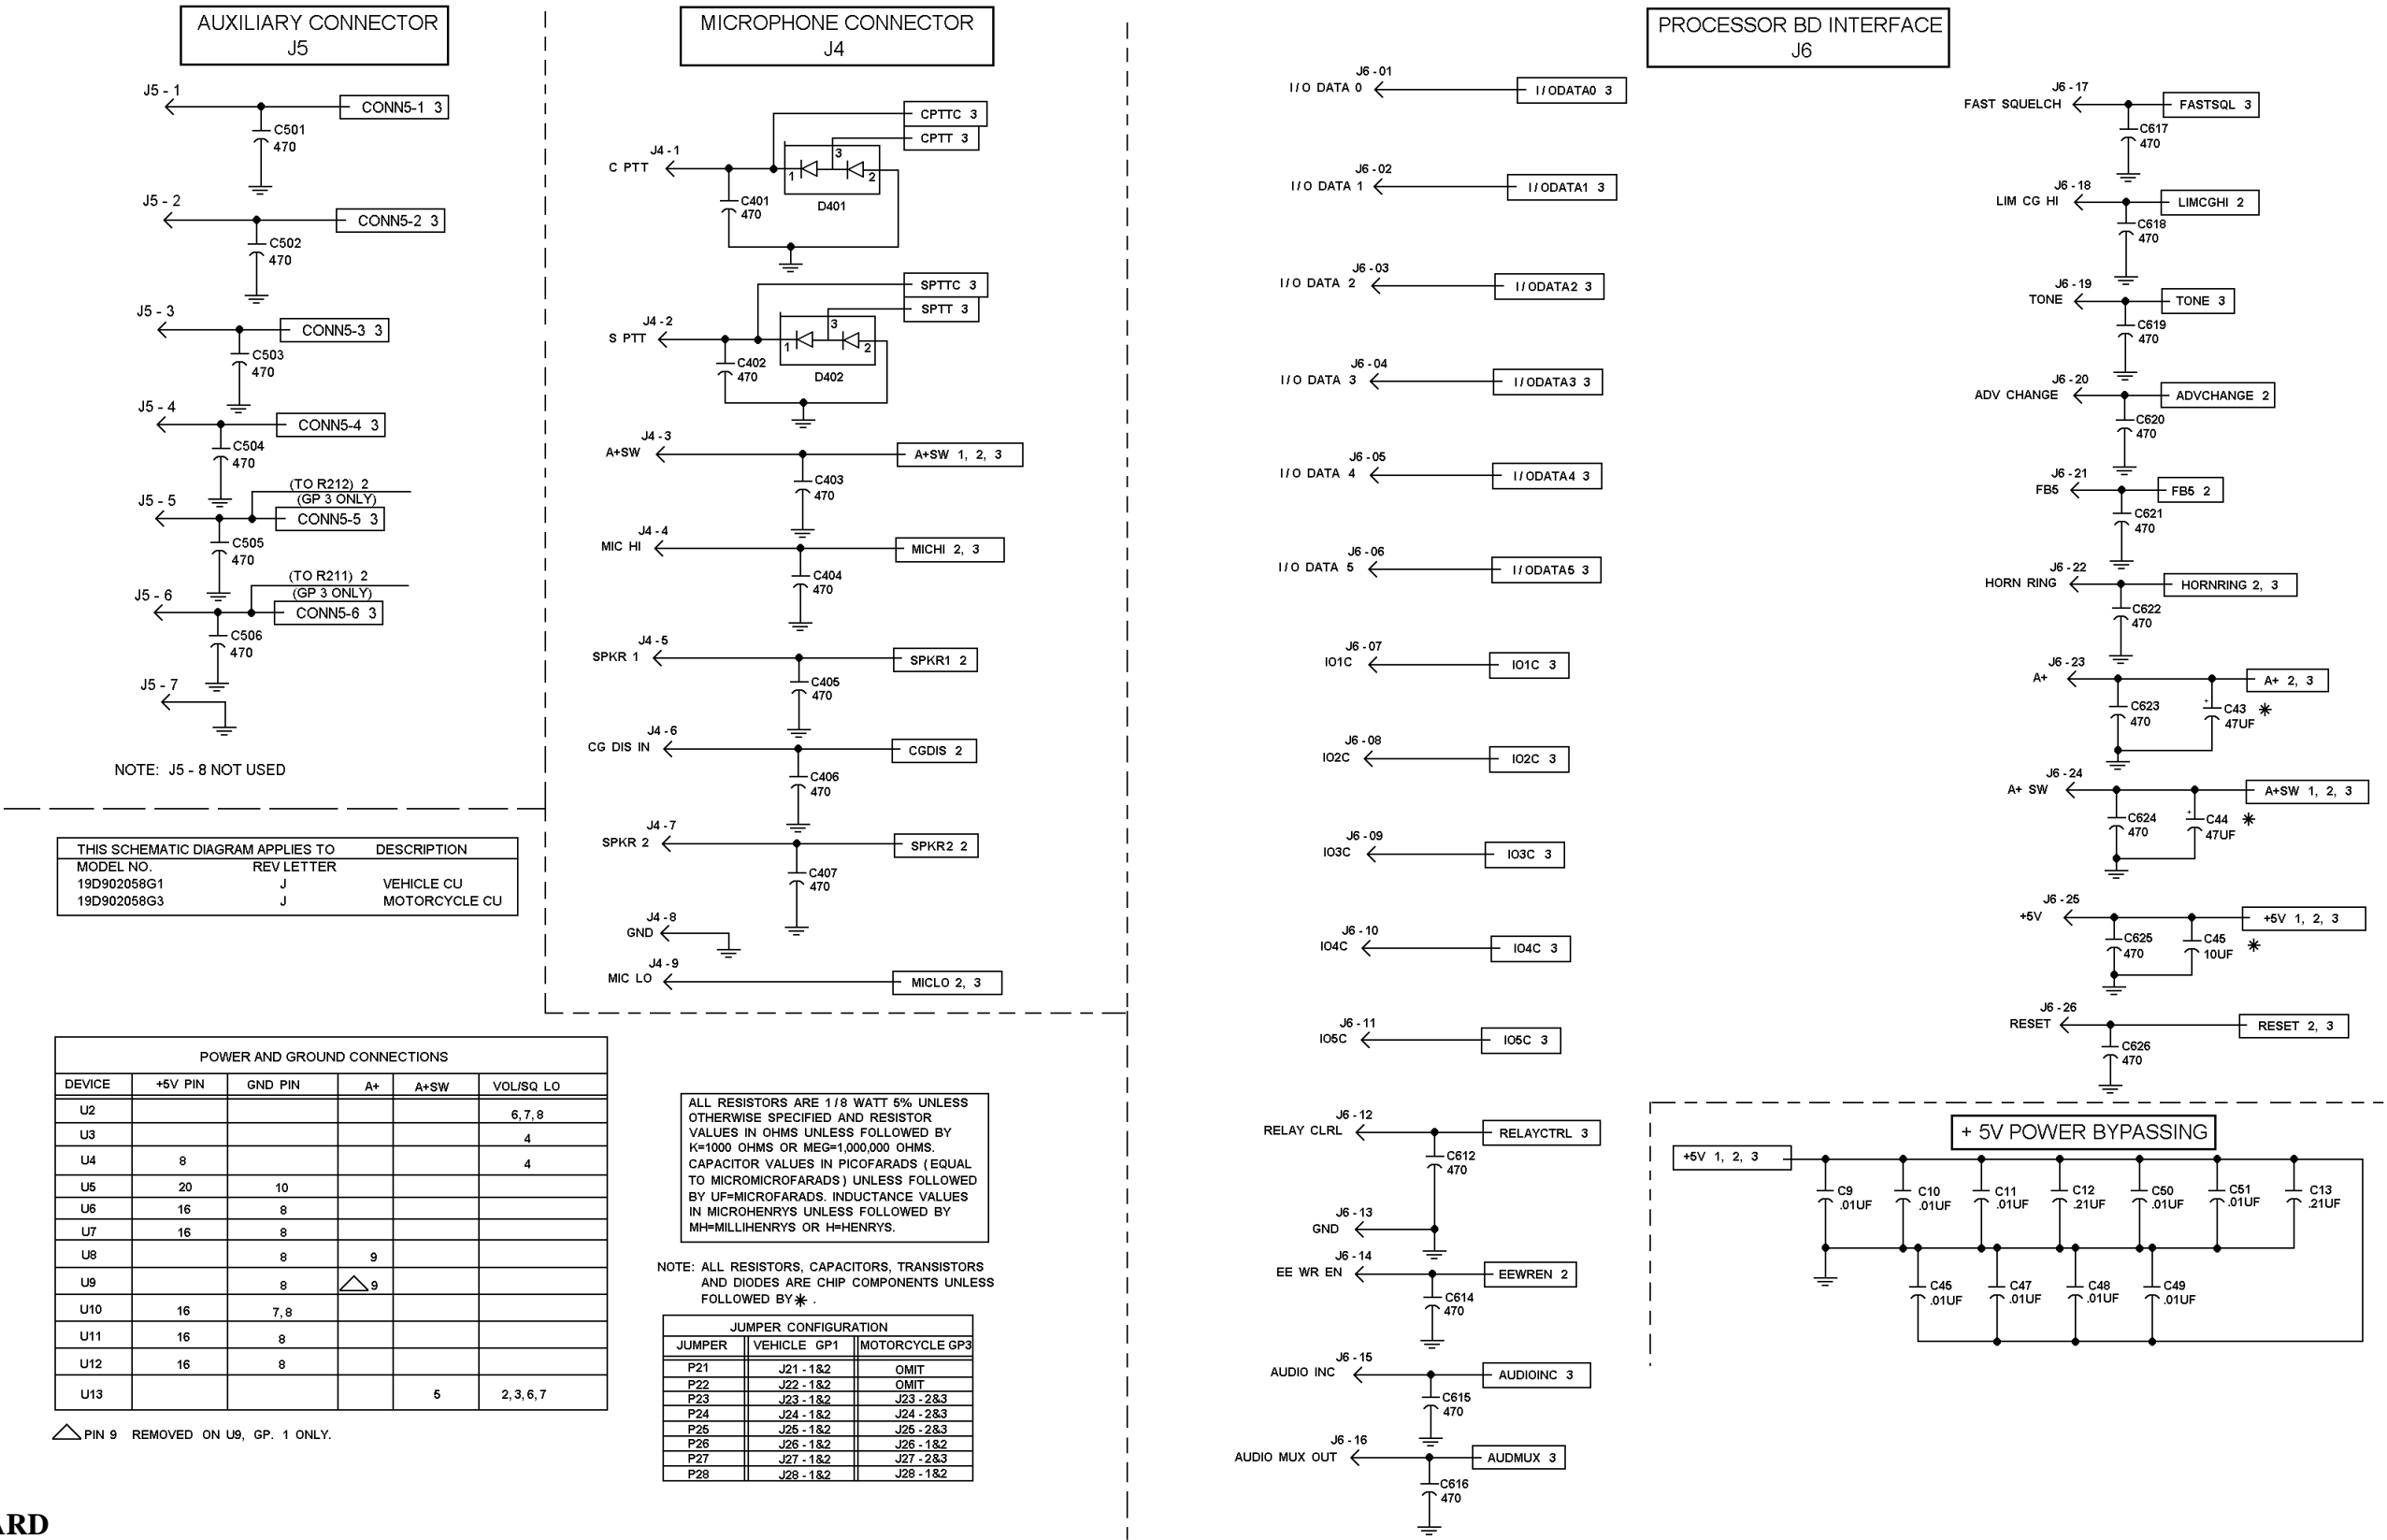 AUXILIARY CONNECTOR
J5
J5 - 1
CONN5-1 3
C501
470
J5 - 2
CONN5-2 3
C502
470
J5 - 3
CONN5-3 3
C503
470
J5 - 4
CONN5-4 3
C504
470
(TO R212) 2
(GP 3 ONLY)
J5 - 5
CONN5-5 3
C505
470
(TO R211) 2
(GP 3 ONLY)
J5 - 6
CONN5-6 3
C506
470
J5 - 7
NOTE: J5 - 8 NOT USED
THIS SCHEMATIC DIAGRAM APPLIES TO DESCRIPTION
MODEL NO. REV LETTER
19D902058G1 J VEHICLE CU
19D902058G3 J MOTORCYCLE CU
MICROPHONE CONNECTOR
J4
CPTTC 3
CPTT 3
J4 - 1
C PTT
3
1
2
C401
470
D401
SPTTC 3
SPTT 3
J4 - 2
S PTT
3
1
2
C402
470
D402
J4 - 3
A+SW
A+SW 1, 2, 3
C403
470
J4 - 4
MIC HI
MICHI 2, 3
C404
470
J4 - 5
SPKR 1
SPKR1 2
C405
470
J4 - 6
CG DIS IN
CGDIS 2
C406
470
J4 - 7
SPKR 2
SPKR2 2
C407
470
J4 - 8
GND
J4 - 9
MIC LO
MICLO 2, 3
POWER AND GROUND CONNECTIONS
DEVICE +5V PIN GND PIN A+ A+SW VOL/SQ LO
U2 6, 7, 8
U3 4
U4 8 4
U5 20 10
U6 16 8
U7 16 8
U8 8 9
U9 8 9
U10 16 7, 8
U11 16 8
U12 16 8
U13 5 2, 3, 6, 7
PIN 9 REMOVED ON U9, GP. 1 ONLY.
ALL RESISTORS ARE 1/8 WATT 5% UNLESS
OTHERWISE SPECIFIED AND RESISTOR
VALUES IN OHMS UNLESS FOLLOWED BY
K=1000 OHMS OR MEG=1,000,000 OHMS.
CAPACITOR VALUES IN PICOFARADS (EQUAL
TO MICROMICROFARADS) UNLESS FOLLOWED
BY UF=MICROFARADS. INDUCTANCE VALUES
IN MICROHENRYS UNLESS FOLLOWED BY
MH=MILLIHENRYS OR H=HENRYS.
NOTE: ALL RESISTORS, CAPACITORS, TRANSISTORS
AND DIODES ARE CHIP COMPONENTS UNLESS
FOLLOWED BY * .
JUMPER CONFIGURATION
JUMPER VEHICLE GP1 MOTORCYCLE GP3
P21 J21 - 1&2 OMIT
P22 J22 - 1&2 OMIT
P23 J23 - 1&2 J23 - 2&3
P24 J24 - 1&2 J24 - 2&3
P25 J25 - 1&2 J25 - 2&3
P26 J26 - 1&2 J26 - 1&2
P27 J27 - 1&2 J27 - 2&3
P28 J28 - 1&2 J28 - 1&2
PROCESSOR BD INTERFACE
J6
J6 - 01
I/O DATA 0
I/ODATA0 3
J6 - 02
I/O DATA 1
I/ODATA1 3
J6 - 03
I/O DATA 2
I/ODATA2 3
J6 - 04
I/O DATA 3
I/ODATA3 3
J6 - 05
I/O DATA 4
I/ODATA4 3
J6 - 06
I/O DATA 5
I/ODATA5 3
J6 - 07
IO1C
IO1C 3
J6 - 08
IO2C
IO2C 3
J6 - 09
IO3C
IO3C 3
J6 - 10
IO4C
IO4C 3
J6 - 11
IO5C
IO5C 3
J6 - 12
RELAY CLRL
RELAYCTRL 3
C612
470
J6 - 13
GND
J6 - 14
EE WR EN
EEWREN 2
C614
470
J6 - 15
AUDIO INC
AUDIOINC 3
C615
470
J6 - 16
AUDIO MUX OUT
AUDMUX 3
C616
470
J6 - 17
FAST SQUELCH
FASTSQL 3
C617
470
J6 - 18
LIM CG HI
LIMCGHI 2
C618
470
J6 - 19
TONE
TONE 3
C619
470
J6 - 20
ADV CHANGE
ADVCHANGE 2
C620
470
J6 - 21
FB5
FB5 2
C621
470
J6 - 22
HORN RING
HORNRING 2, 3
C622
470
J6 - 23
A+
A+ 2, 3
C623
470
+
C43 *
47UF
J6 - 24
A+ SW
A+SW 1, 2, 3
C624
470
+
C44 *
47UF
J6 - 25
+5V
+5V 1, 2, 3
C625
470
C45 *
10UF
J6 - 26
RESET
RESET 2, 3
C626
470
+ 5V POWER BYPASSING
+5V 1, 2, 3
C9
.01UF
C10
.01UF
C11
.01UF
C12
.21UF
C50
.01UF
C51
.01UF
C13
.21UF
C45
.01UF
C47
.01UF
C48
.01UF
C49
.01UF
ARD